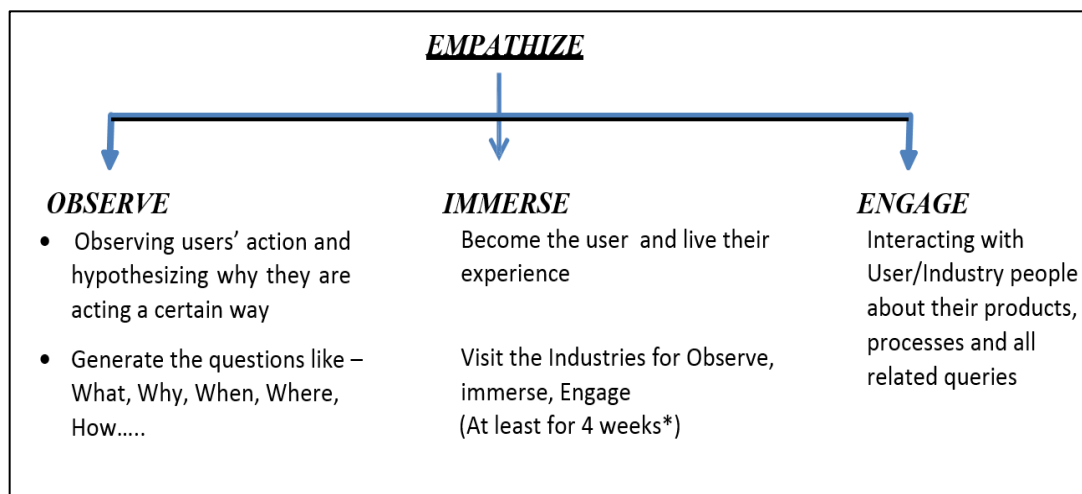 EMPATHIZE
OBSERVE
• Observing users’ action and
hypothesizing why they are
acting a certain way
• Generate the questions like –
What, Why, When, Where,
How…..
IMMERSE
Become the user and live their
experience
Visit the Industries for Observe,
immerse, Engage
(At least for 4 weeks*)
ENGAGE
Interacting with
User/Industry people
about their products,
processes and all
related queries